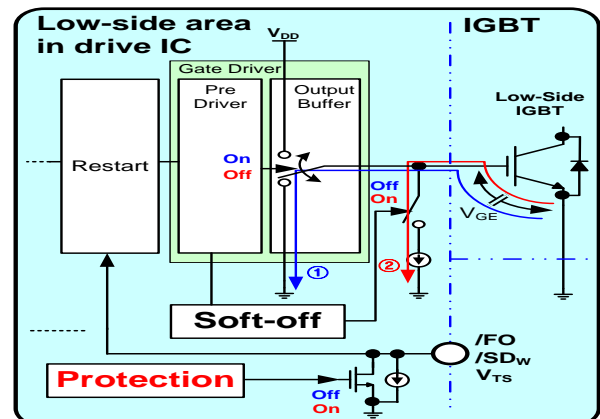 Low-side area
in drive IC
IGBT
VDD
Gate Driver
Pre
Driver
Output
Buffer
Low-Side
IGBT
Restart
On
Off
Off
On
VGE
①
②
Soft-off
/FO
/SDW
VTS
Protection
Off
On